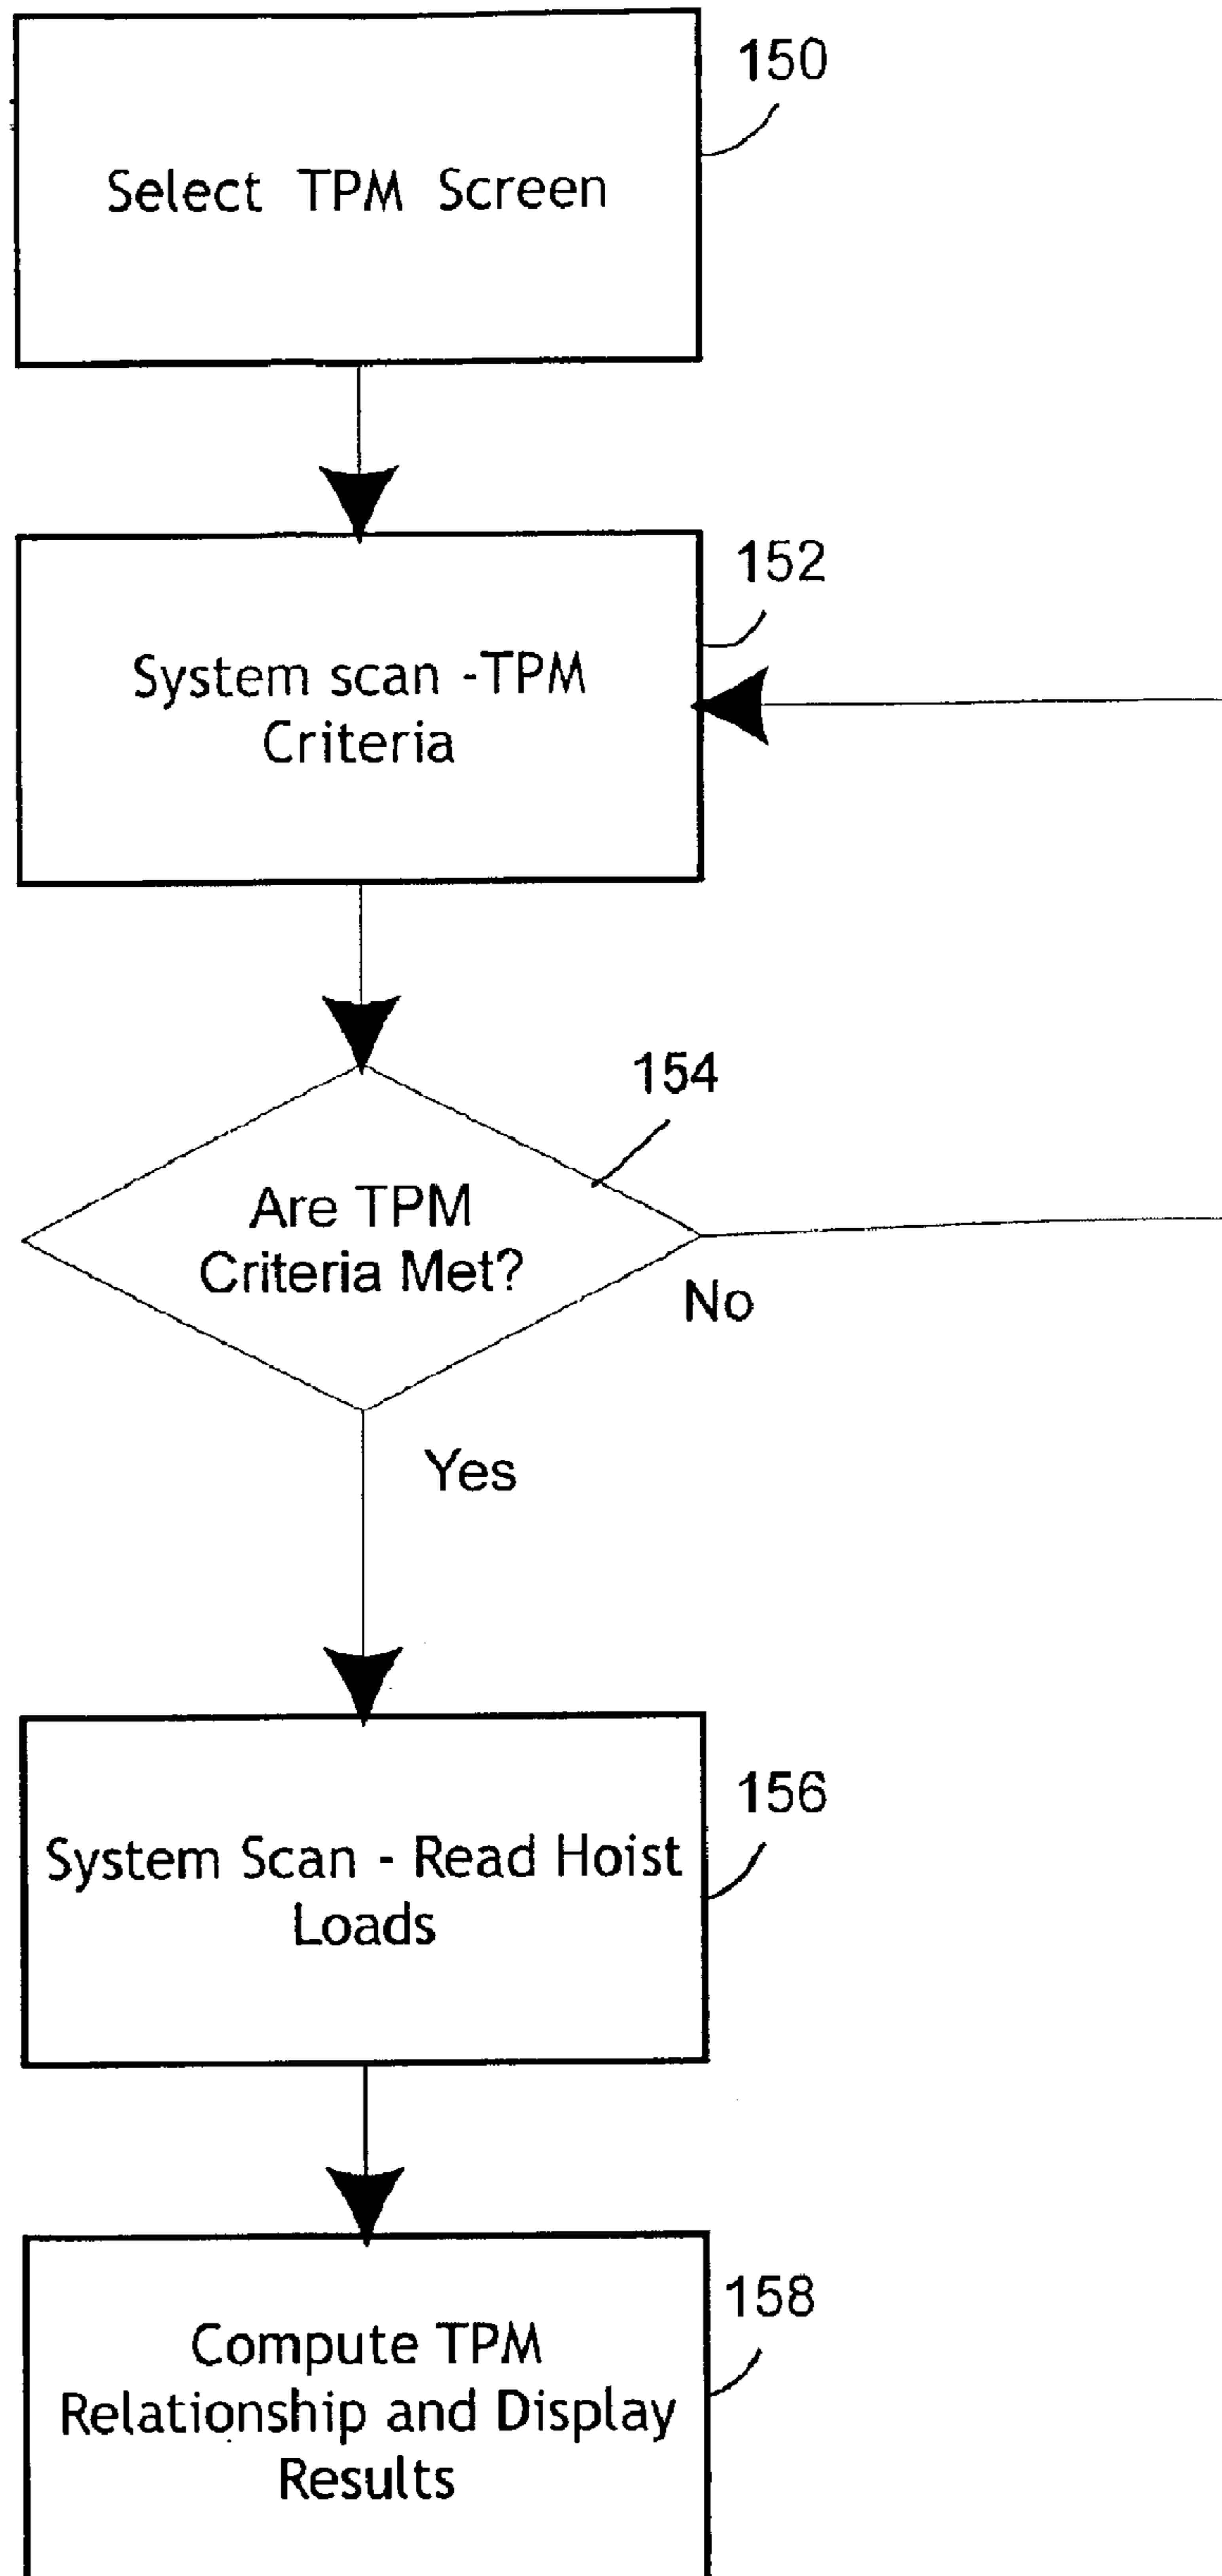 150
Select TPM Screen
152
System scan -TPM
Criteria
154
Are TPM
Criteria Met?
No
Yes
156
System Scan - Read Hoist
Loads
158
Compute TPM
Relationship and Display
Results